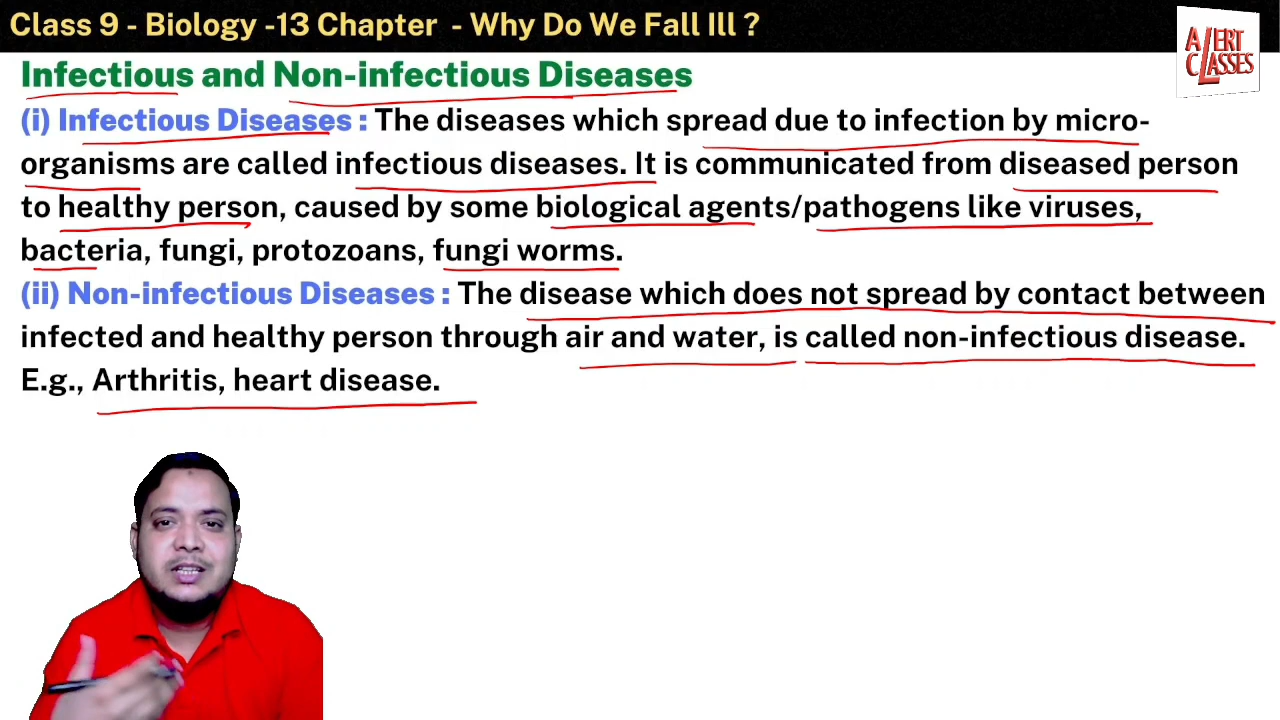 Class 9 - Biology -13 Chapter - Why Do We Fall Ill ?
ALERT
CLASSES
Infectious and Non-infectious Diseases
(i) Infectious Diseases : The diseases which spread due to infection by micro-
organisms are called infectious diseases. It is communicated from diseased person
to healthy person, caused by some biological agents/pathogens like viruses,
bacteria, fungi, protozoans, fungi worms.
(ii) Non-infectious Diseases : The disease which does not spread by contact between
infected and healthy person through air and water, is called non-infectious disease.
E.g., Arthritis, heart disease.